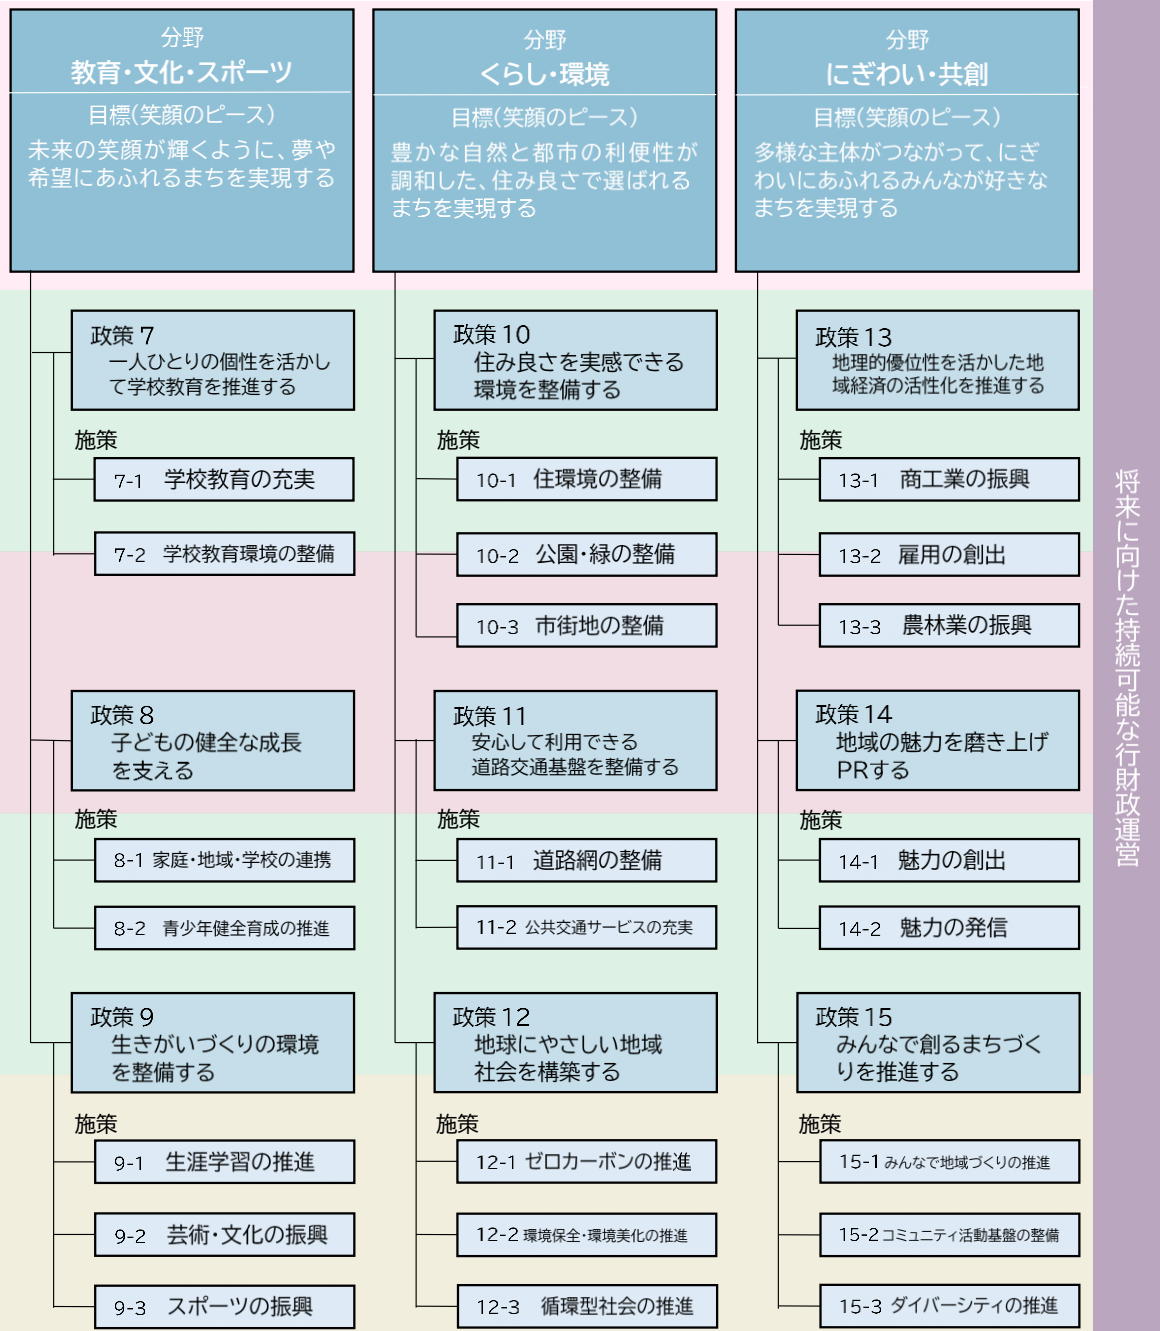 分野
教育・文化・スポーツ
目標（笑顔のピース）
未来の笑顔が輝くように、夢や
希望にあふれるまちを実現する
政策７
一人ひとりの個性を活かし
て学校教育を推進する
施策
7-1 学校教育の充実
7-2 学校教育環境の整備
政策８
子どもの健全な成長
を支える
施策
8-1 家庭・地域・学校の連携
8-2 青少年健全育成の推進
政策９
生きがいづくりの環境
を整備する
施策
9-1 生涯学習の推進
9-2 芸術・文化の振興
9-3 スポーツの振興
分野
くらし・環境
目標（笑顔のピース）
豊かな自然と都市の利便性が
調和した、住み良さで選ばれる
まちを実現する
政策10
住み良さを実感できる
環境を整備する
施策
10-1 住環境の整備
10-2 公園・緑の整備
10-3 市街地の整備
政策11
安心して利用できる
道路交通基盤を整備する
施策
11-1 道路網の整備
11-2 公共交通サービスの充実
政策12
地球にやさしい地域
社会を構築する
施策
12-1 ゼロカーボンの推進
12-2 環境保全・環境美化の推進
12-3 循環型社会の推進
分野
にぎわい・共創
目標（笑顔のピース）
多様な主体がつながって、にぎ
わいにあふれるみんなが好きな
まちを実現する
政策13
地理的優位性を活かした地
域経済の活性化を推進する
施策
13-1 商工業の振興
13-2 雇用の創出
13-3 農林業の振興
政策14
地域の魅力を磨き上げ
PRする
施策
14-1 魅力の創出
14-2 魅力の発信
政策15
みんなで創るまちづく
りを推進する
施策
15-1 みんなで地域づくりの推進
15-2 コミュニティ活動基盤の整備
15-3 ダイバーシティの推進
将来に向けた持続可能な行財政運営